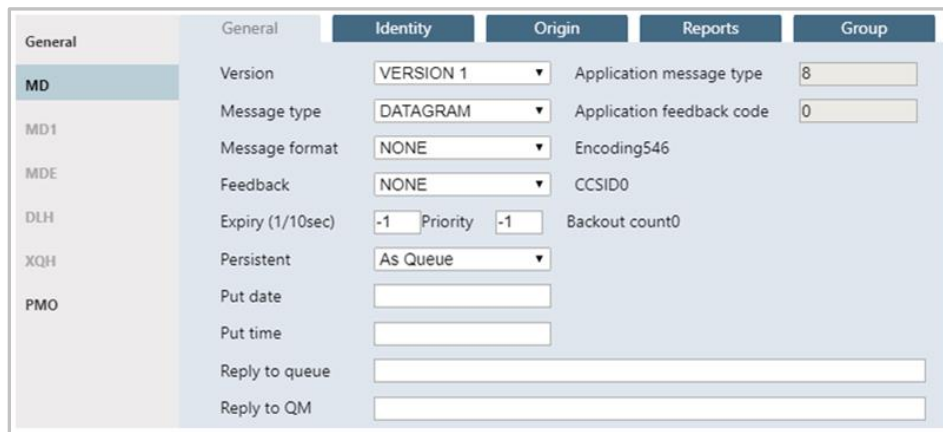 General
MD
MD1
MDE
DLH
XQH
PMO
General Identity Origin Reports Group
Version VERSION 1 Application message type 8
Message type DATAGRAM Application feedback code 0
Message format NONE Encoding546
Feedback NONE CCSID0
Expiry (1/10sec) -1 Priority -1 Backout count0
Persistent As Queue
Put date
Put time
Reply to queue
Reply to QM